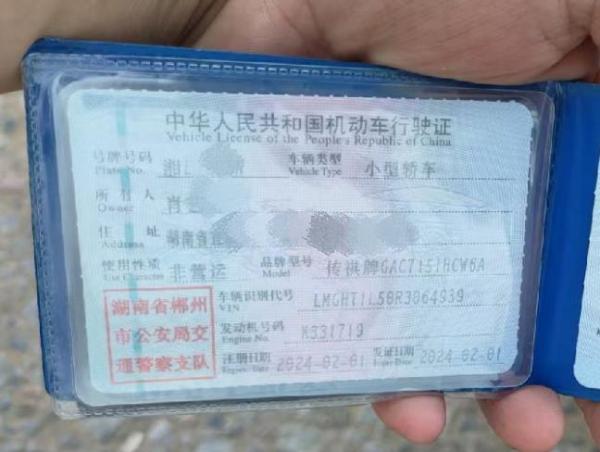 中华人民共和国机动车行驶证
Vehicle License of the People's Republic of China
号牌号码 湘L 车辆类型 小型轿车
Plate No. Vehicle Type
所有人 肖
Owner
住址 湖南省
Address
使用性质 非营运 品牌型号 传祺牌GAC7151HCW6A
Use Character Model
湖南省郴州
市公安局交
通警察支队
车辆识别代号 LMGHT1L58R3064939
VIN
发动机号码 M331719
Engine No.
注册日期 2024-02-01 发证日期 2024-02-01